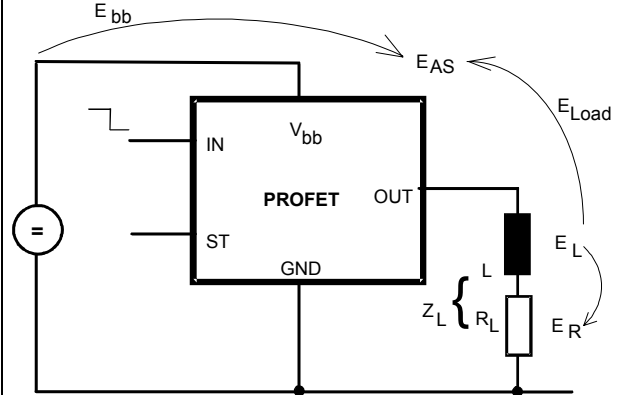 E bb
E AS
E Load
IN
V bb
PROFET
OUT
=
ST
GND
L
E L
Z L { R L
E R